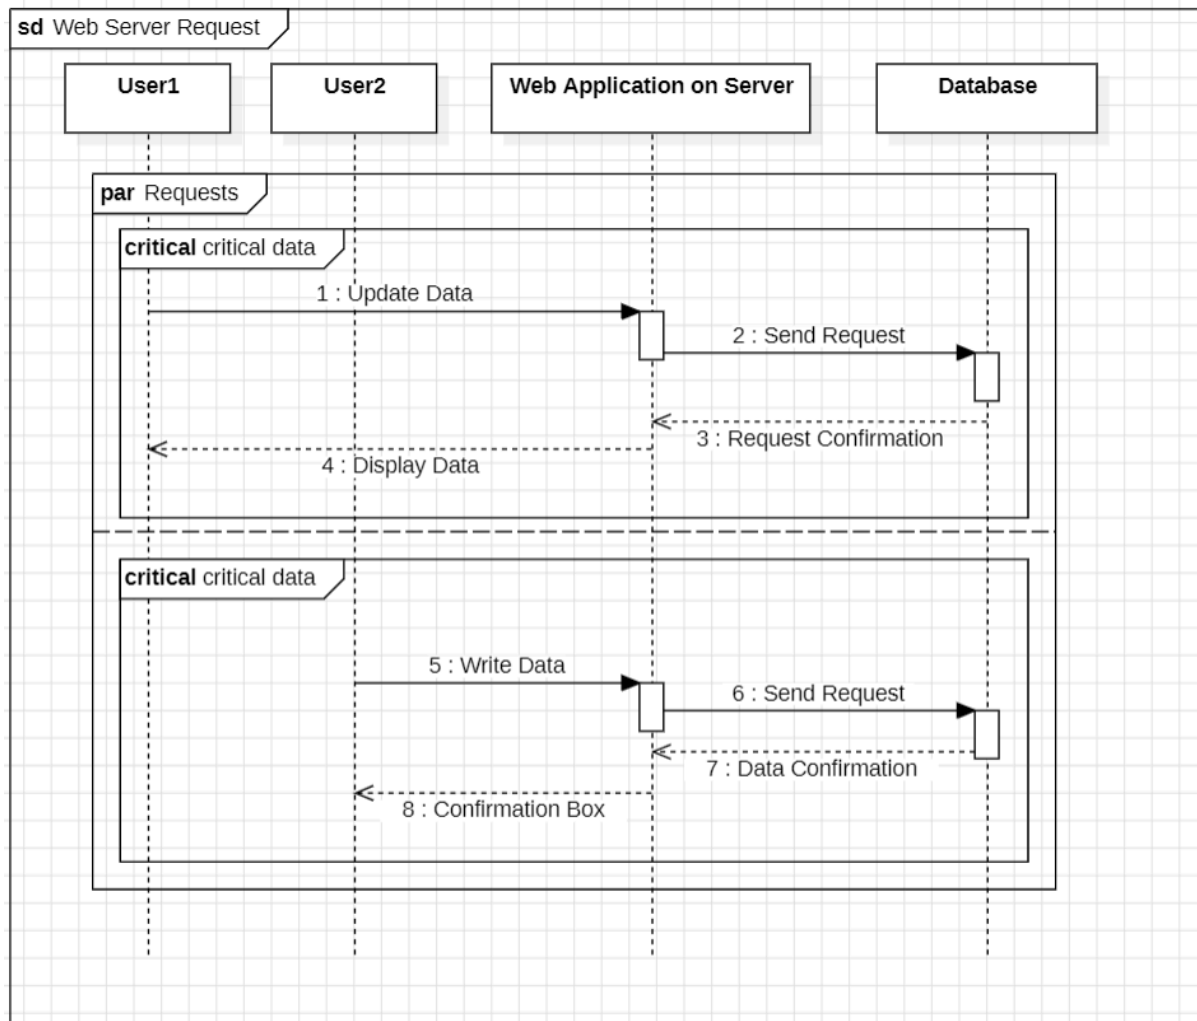 sd Web Server Request
User1
User2
Web Application on Server
Database
par Requests
critical critical data
1 : Update Data
2 : Send Request
3 : Request Confirmation
4 : Display Data
critical critical data
5 : Write Data
6 : Send Request
7 : Data Confirmation
8 : Confirmation Box